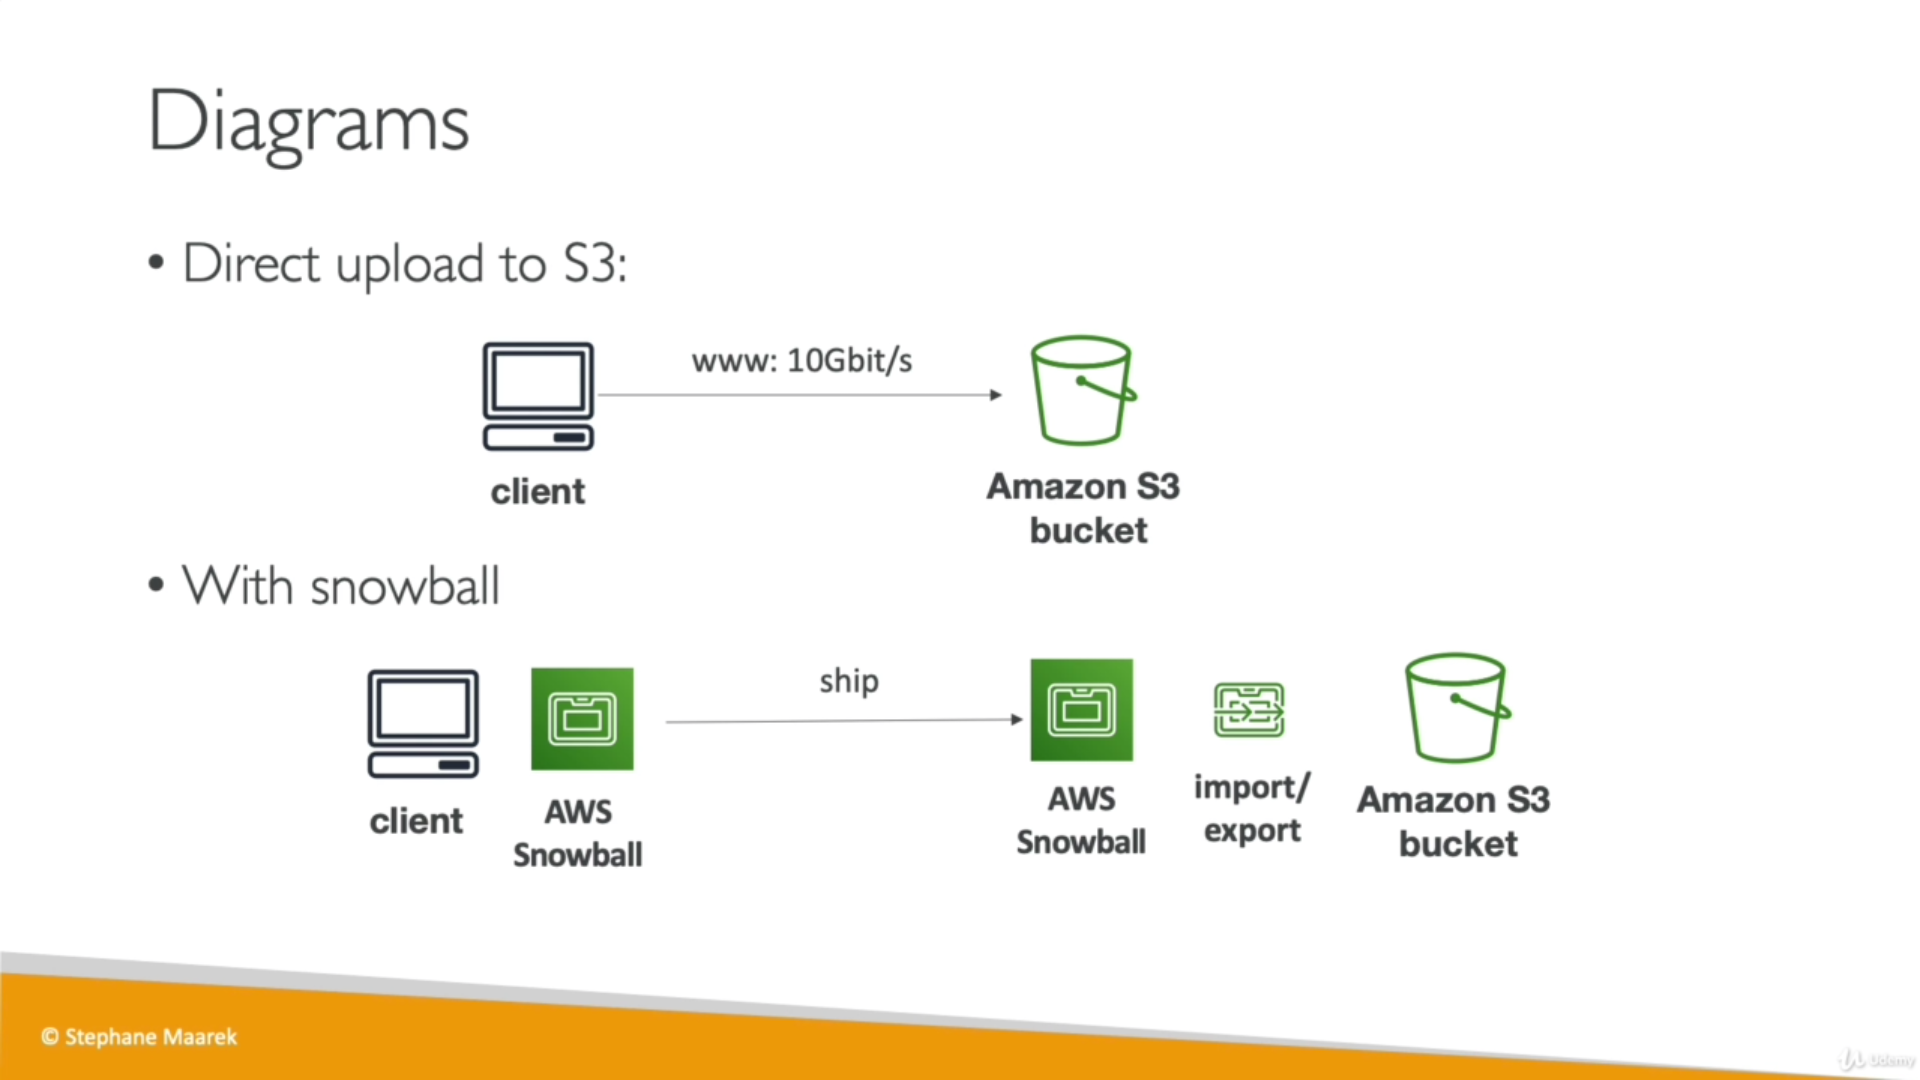 Diagrams
• Direct upload to S3:
www: 10Gbit/s
client
Amazon S3
bucket
• With snowball
ship
client
AWS
Snowball
AWS
Snowball
import/
export
Amazon S3
bucket
© Stephane Maarek
Udemy